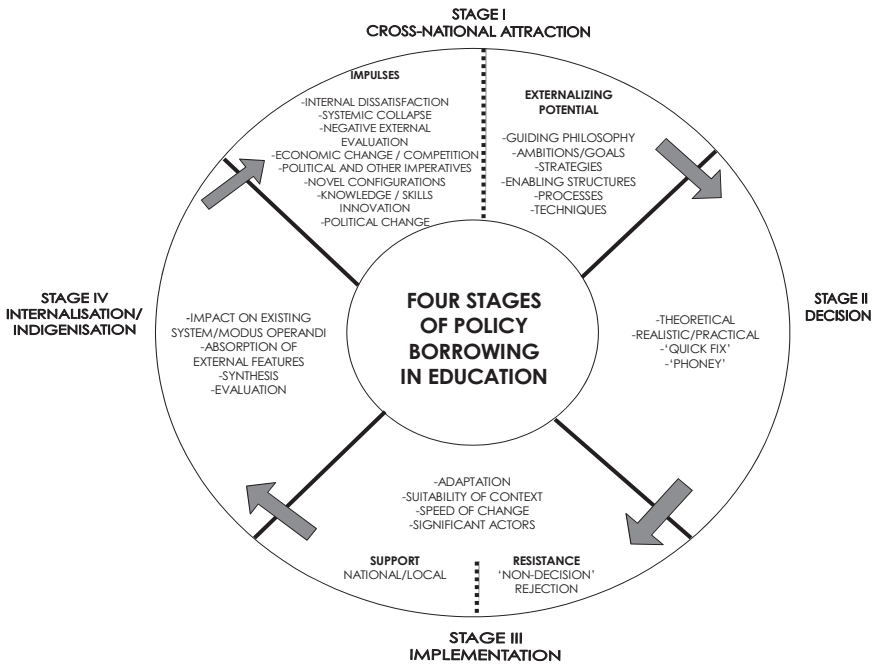 STAGE I
CROSS-NATIONAL ATTRACTION
IMPULSES
-INTERNAL DISSATISFACTION
-SYSTEMIC COLLAPSE
-NEGATIVE EXTERNAL
EVALUATION
-ECONOMIC CHANGE / COMPETITION
-POLITICAL AND OTHER IMPERATIVES
-NOVEL CONFIGURATIONS
-KNOWLEDGE / SKILLS
INNOVATION
-POLITICAL CHANGE
EXTERNALIZING
POTENTIAL
-GUIDING PHILOSOPHY
-AMBITIONS/GOALS
-STRATEGIES
-ENABLING STRUCTURES
-PROCESSES
-TECHNIQUES
FOUR STAGES
OF POLICY
BORROWING
IN EDUCATION
STAGE II
DECISION
-THEORETICAL
-REALISTIC/PRACTICAL
-‘QUICK FIX’
-‘PHONEY’
-ADAPTATION
-SUITABILITY OF CONTEXT
-SPEED OF CHANGE
-SIGNIFICANT ACTORS
SUPPORT
NATIONAL/LOCAL
RESISTANCE
‘NON-DECISION’
REJECTION
STAGE III
IMPLEMENTATION
STAGE IV
INTERNALISATION/
INDIGENISATION
-IMPACT ON EXISTING
SYSTEM/MODUS OPERANDI
-ABSORPTION OF
EXTERNAL FEATURES
-SYNTHESIS
-EVALUATION